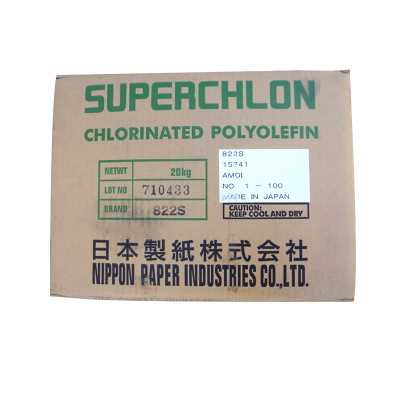 SUPERCHLON
CHLORINATED POLYOLEFIN
NETWT 20kg
LOT NO 710433
BRAND 822S
822S
15741
AMOI
NO 1 - 100
MADE IN JAPAN
CAUTION:
KEEP COOL AND DRY
日本製紙株式会社
NIPPON PAPER INDUSTRIES CO.,LTD.